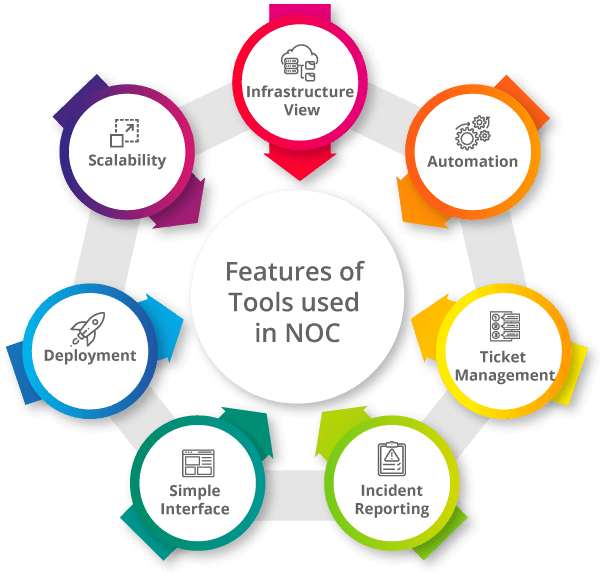 Infrastructure
View
Automation
Ticket
Management
Incident
Reporting
Simple
Interface
Deployment
Scalability
Features of
Tools used
in NOC